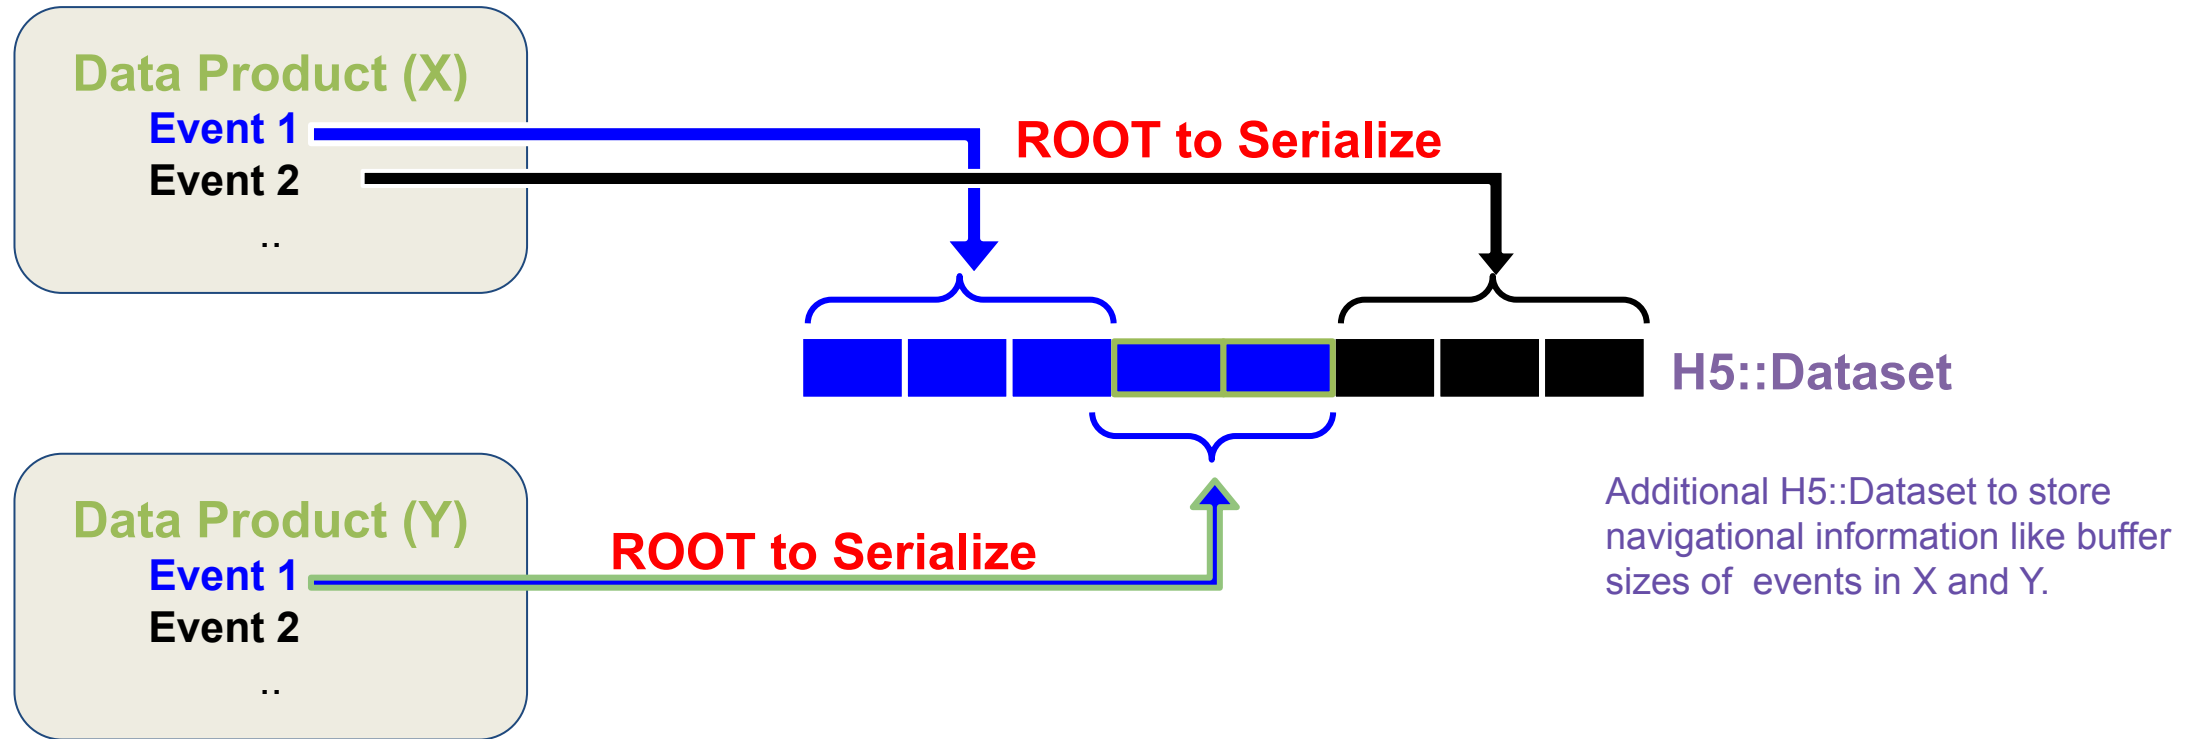 Data Product (X)
Event 1
Event 2
..
ROOT to Serialize
H5::Dataset
Data Product (Y)
Event 1
Event 2
..
ROOT to Serialize
Additional H5::Dataset to store
navigational information like buffer
sizes of  events in X and Y.